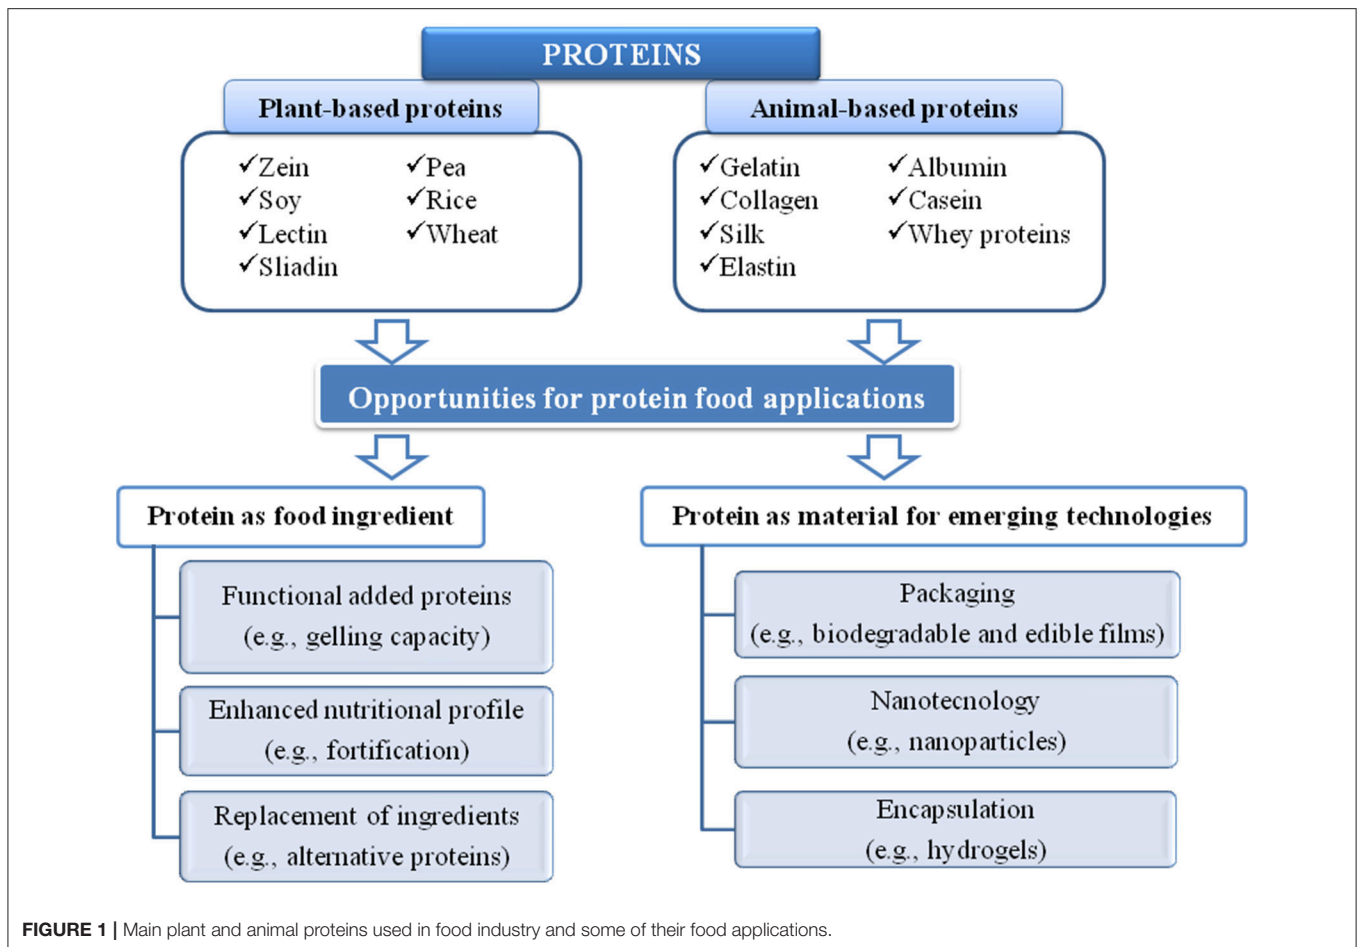 PROTEINS
Plant-based proteins
✓Zein
✓Soy
✓Lectin
✓Sliadin
✓Pea
✓Rice
✓Wheat
Animal-based proteins
✓Gelatin
✓Collagen
✓Silk
✓Elastin
✓Albumin
✓Casein
✓Whey proteins
Opportunities for protein food applications
Protein as food ingredient
Functional added proteins
(e.g., gelling capacity)
Enhanced nutritional profile
(e.g., fortification)
Replacement of ingredients
(e.g., alternative proteins)
Protein as material for emerging technologies
Packaging
(e.g., biodegradable and edible films)
Nanotecnology
(e.g., nanoparticles)
Encapsulation
(e.g., hydrogels)
FIGURE 1 | Main plant and animal proteins used in food industry and some of their food applications.